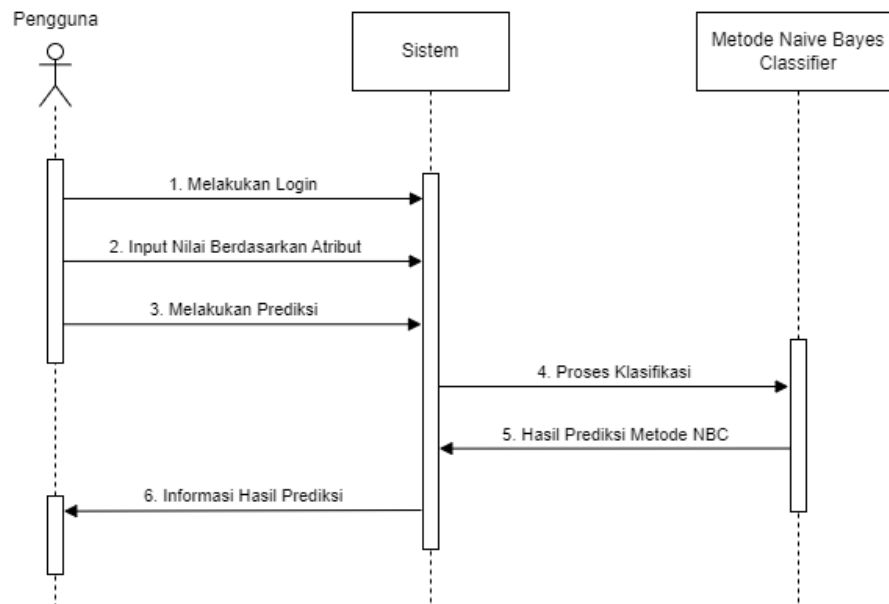 Pengguna
Sistem
Metode Naive Bayes
Classifier
1. Melakukan Login
2. Input Nilai Berdasarkan Atribut
3. Melakukan Prediksi
4. Proses Klasifikasi
5. Hasil Prediksi Metode NBC
6. Informasi Hasil Prediksi